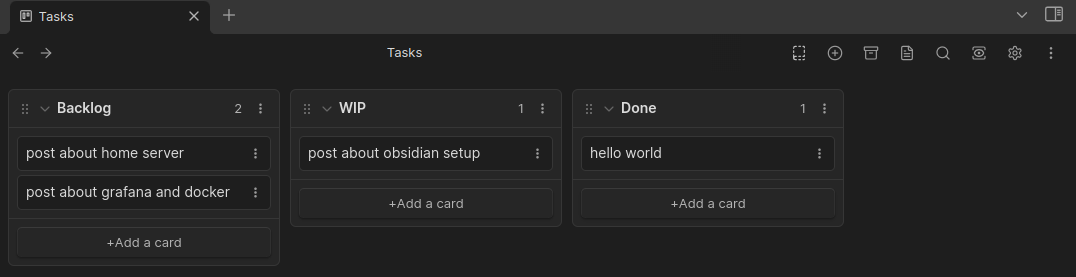 Tasks
Tasks
Backlog 2
post about home server
post about grafana and docker
+Add a card
WIP 1
post about obsidian setup
+Add a card
Done 1
hello world
+Add a card